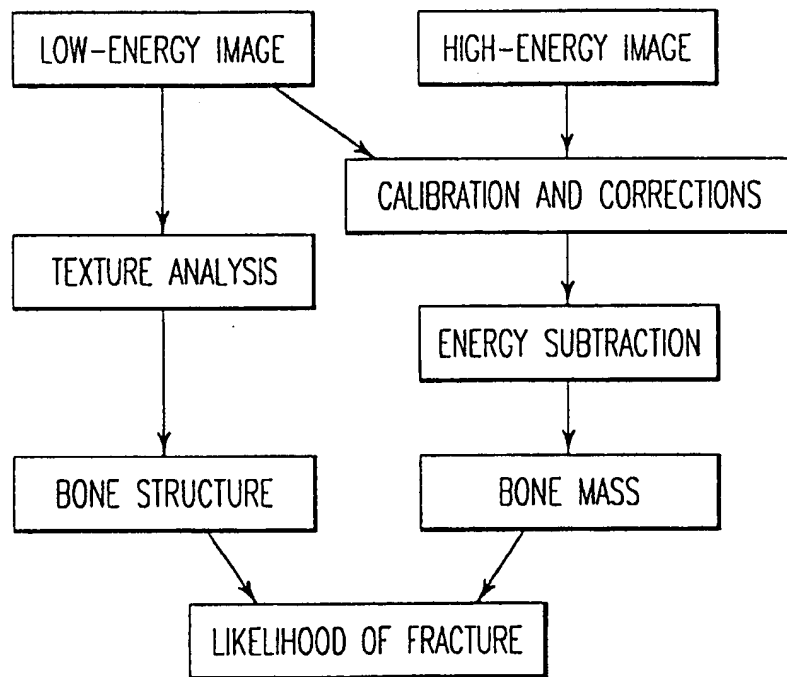 LOW-ENERGY IMAGE
HIGH-ENERGY IMAGE
CALIBRATION AND CORRECTIONS
TEXTURE ANALYSIS
ENERGY SUBTRACTION
BONE STRUCTURE
BONE MASS
LIKELIHOOD OF FRACTURE